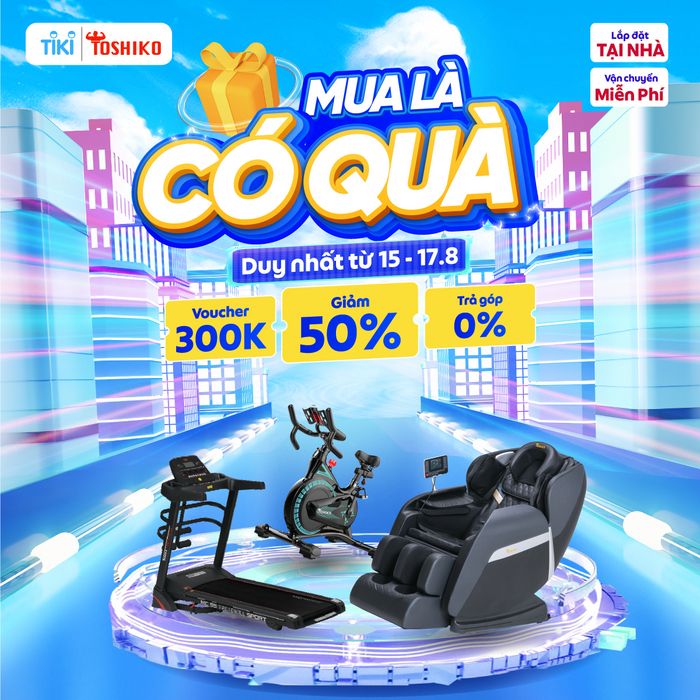 TIKI TOSHIKO
Lắp đặt
TẠI NHÀ
Vận chuyển
Miễn Phí
MUA LÀ
CÓ QUÀ
Duy nhất từ 15 - 17.8
Voucher
300K
Giảm
50%
Trả góp
0%